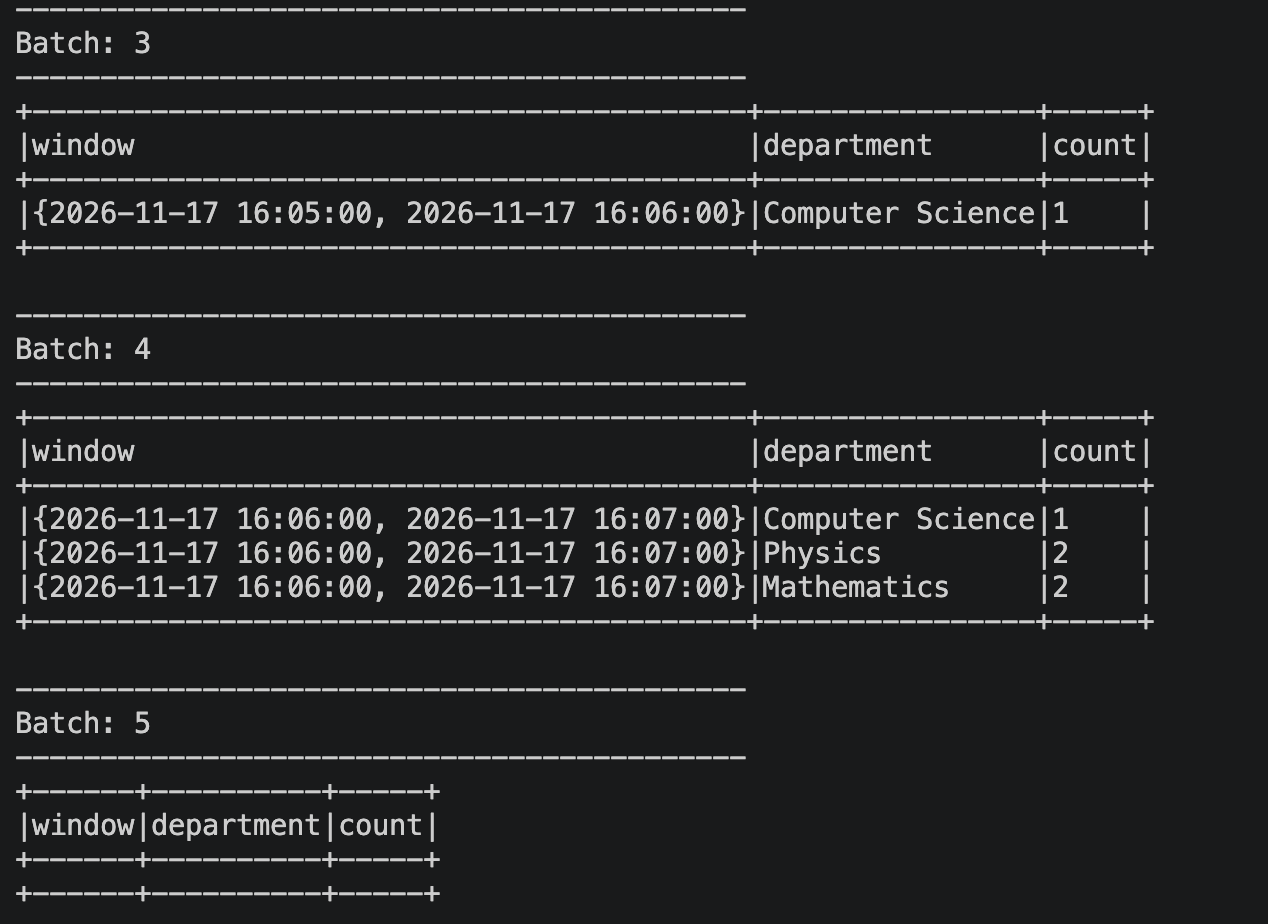 -------------------------------------------
Batch: 3
-------------------------------------------
+------------------------------------------+----------------+-----+
|window                                    |department      |count|
+------------------------------------------+----------------+-----+
|{2026-11-17 16:05:00, 2026-11-17 16:06:00}|Computer Science|1    |
+------------------------------------------+----------------+-----+

-------------------------------------------
Batch: 4
-------------------------------------------
+------------------------------------------+----------------+-----+
|window                                    |department      |count|
+------------------------------------------+----------------+-----+
|{2026-11-17 16:06:00, 2026-11-17 16:07:00}|Computer Science|1    |
|{2026-11-17 16:06:00, 2026-11-17 16:07:00}|Physics         |2    |
|{2026-11-17 16:06:00, 2026-11-17 16:07:00}|Mathematics     |2    |
+------------------------------------------+----------------+-----+

-------------------------------------------
Batch: 5
-------------------------------------------
+------+----------+-----+
|window|department|count|
+------+----------+-----+
+------+----------+-----+